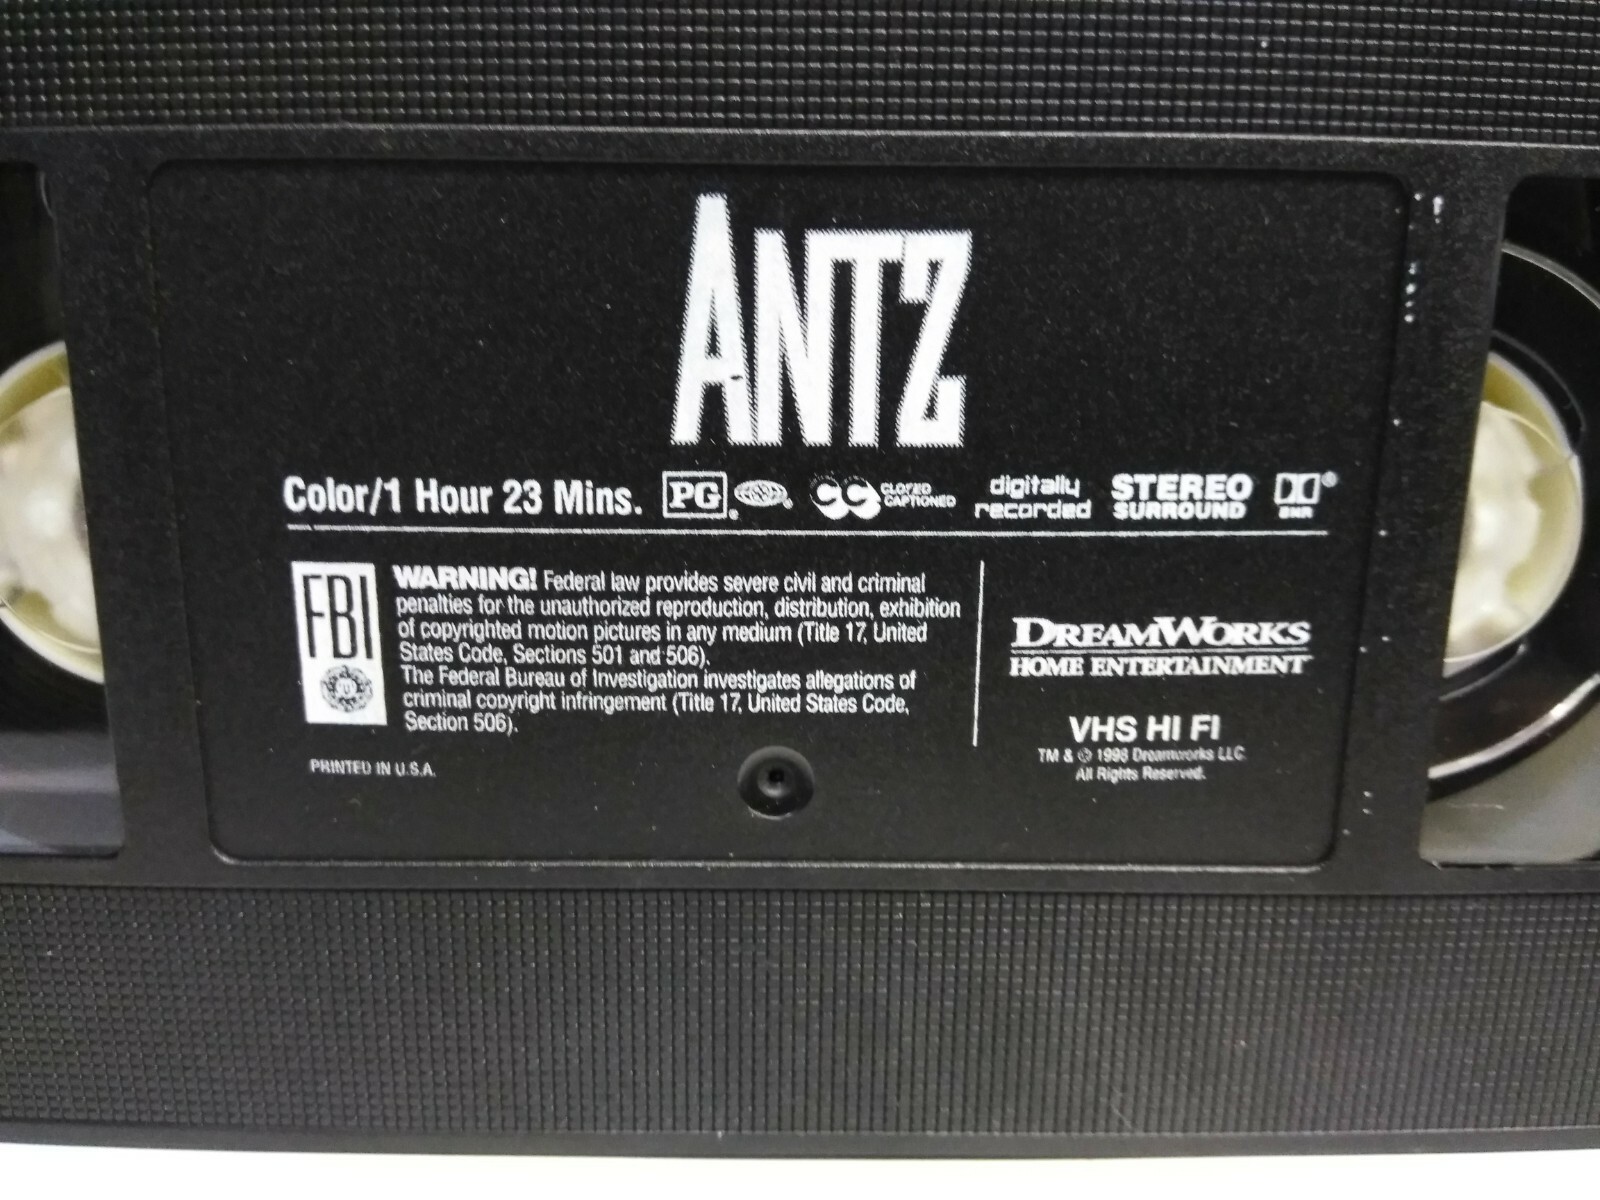 ANTZ
Color/1 Hour 23 Mins. PG ® CC CLOSED CAPTIONED digitally recorded STEREO SURROUND ®
FBI
WARNING! Federal law provides severe civil and criminal
penalties for the unauthorized reproduction, distribution, exhibition
of copyrighted motion pictures in any medium (Title 17, United
States Code, Sections 501 and 506).
The Federal Bureau of Investigation investigates allegations of
criminal copyright infringement (Title 17, United States Code,
Section 506).
PRINTED IN U.S.A.
DREAMWORKS
HOME ENTERTAINMENT
VHS HI FI
TM & © 1998 Dreamworks LLC.
All Rights Reserved.